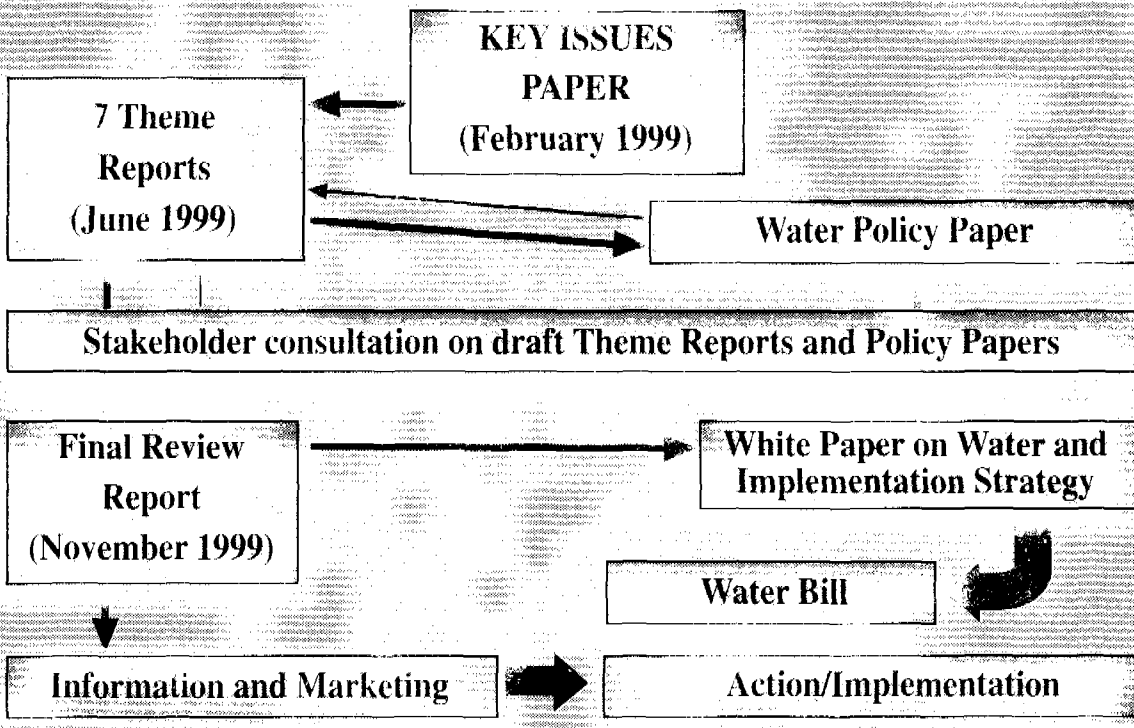 KEY ISSUES
PAPER
(February 1999)
7 Theme
Reports
(June 1999)
Water Policy Paper
Stakeholder consultation on draft Theme Reports and Policy Papers
Final Review
Report
(November 1999)
White Paper on Water and
Implementation Strategy
Water Bill
Information and Marketing
Action/Implementation